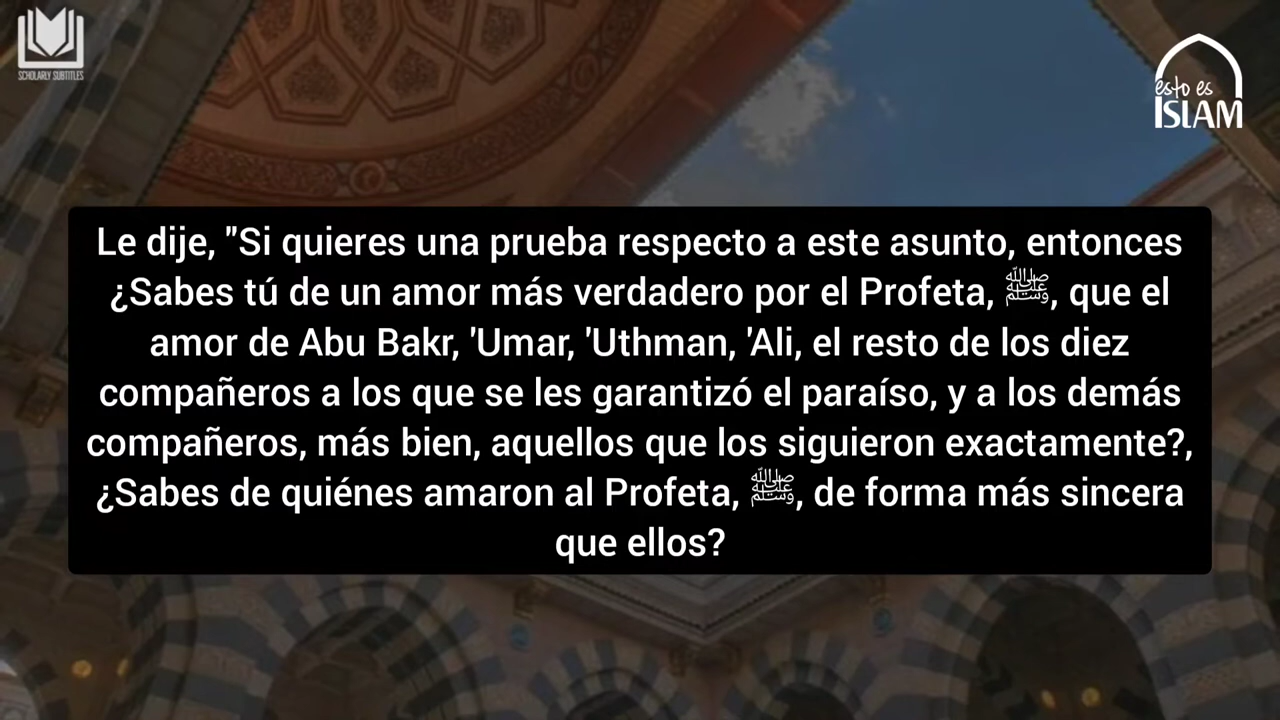 SCHOLARLY SUBTITLES
esto es
ISLAM
Le dije, "Si quieres una prueba respecto a este asunto, entonces
¿Sabes tú de un amor más verdadero por el Profeta, ﷺ, que el
amor de Abu Bakr, 'Umar, 'Uthman, 'Ali, el resto de los diez
compañeros a los que se les garantizó el paraíso, y a los demás
compañeros, más bien, aquellos que los siguieron exactamente?,
¿Sabes de quiénes amaron al Profeta, ﷺ, de forma más sincera
que ellos?